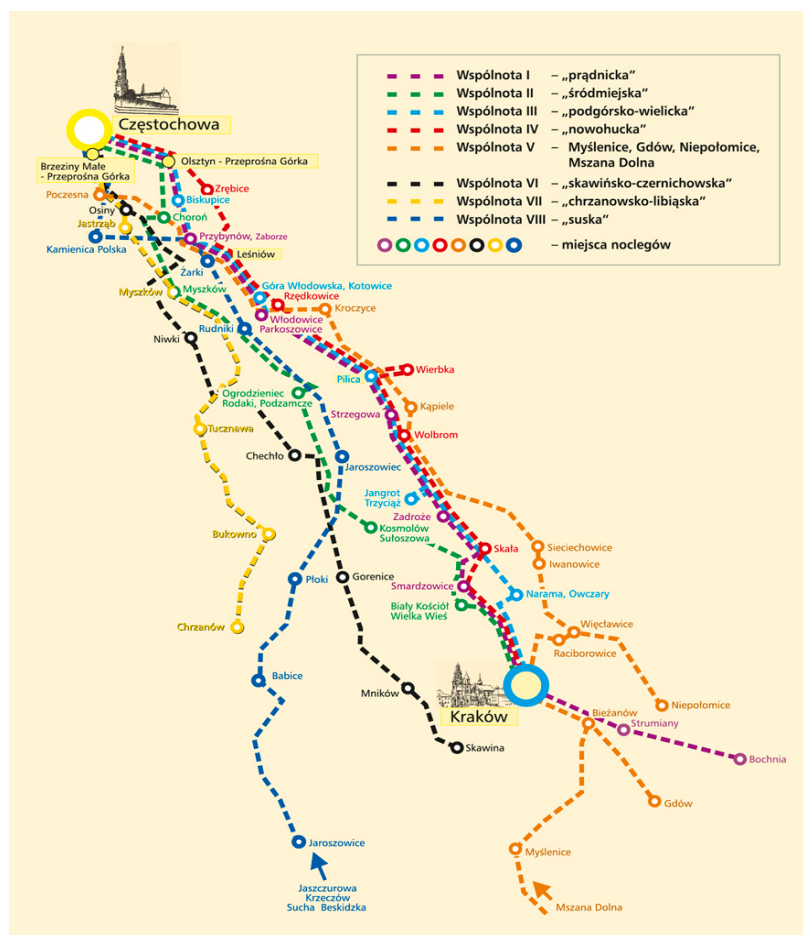 Częstochowa
Wspólnota I – „prądnicka”
Wspólnota II – „śródmiejska”
Wspólnota III – „podgórsko-wielicka”
Wspólnota IV – „nowohucka”
Wspólnota V – Myślenice, Gdów, Niepołomice,
Mszana Dolna
Wspólnota VI – „skawińsko-czernichowska”
Wspólnota VII – „chrzanowsko-libiąska”
Wspólnota VIII – „suska”
– miejsca noclegów
Brzeziny Małe
- Przeprośna Górka
Olsztyn - Przeprośna Górka
Zrębice
Poczesna
Biskupice
Osiny
Choroń
Jastrząb
Kamienica Polska
Przybynów, Zaborze
Leśniów
Żarki
Myszków
Myszków
Góra Włodowska, Kotowice
Rzędkowice
Kroczyce
Włodowice
Parkoszowice
Rudniki
Niwki
Pilica
Wierbka
Ogrodzieniec
Rodaki, Podzamcze
Kąpiele
Strzegowa
Tucznawa
Wolbrom
Chechło
Jaroszowiec
Jangrot
Trzyciąż
Zadroże
Bukowno
Kosmolów
Sułoszowa
Skała
Sieciechowice
Iwanowice
Płoki
Gorenice
Smardzowice
Narama, Owczary
Biały Kościół
Wielka Wieś
Chrzanów
Więcławice
Raciborowice
Babice
Mników
Niepołomice
Kraków
Bieżanów
Strumiany
Skawina
Bochnia
Gdów
Jaroszowice
Myślenice
Jaszczurowa
Krzeczów
Sucha Beskidzka
Mszana Dolna